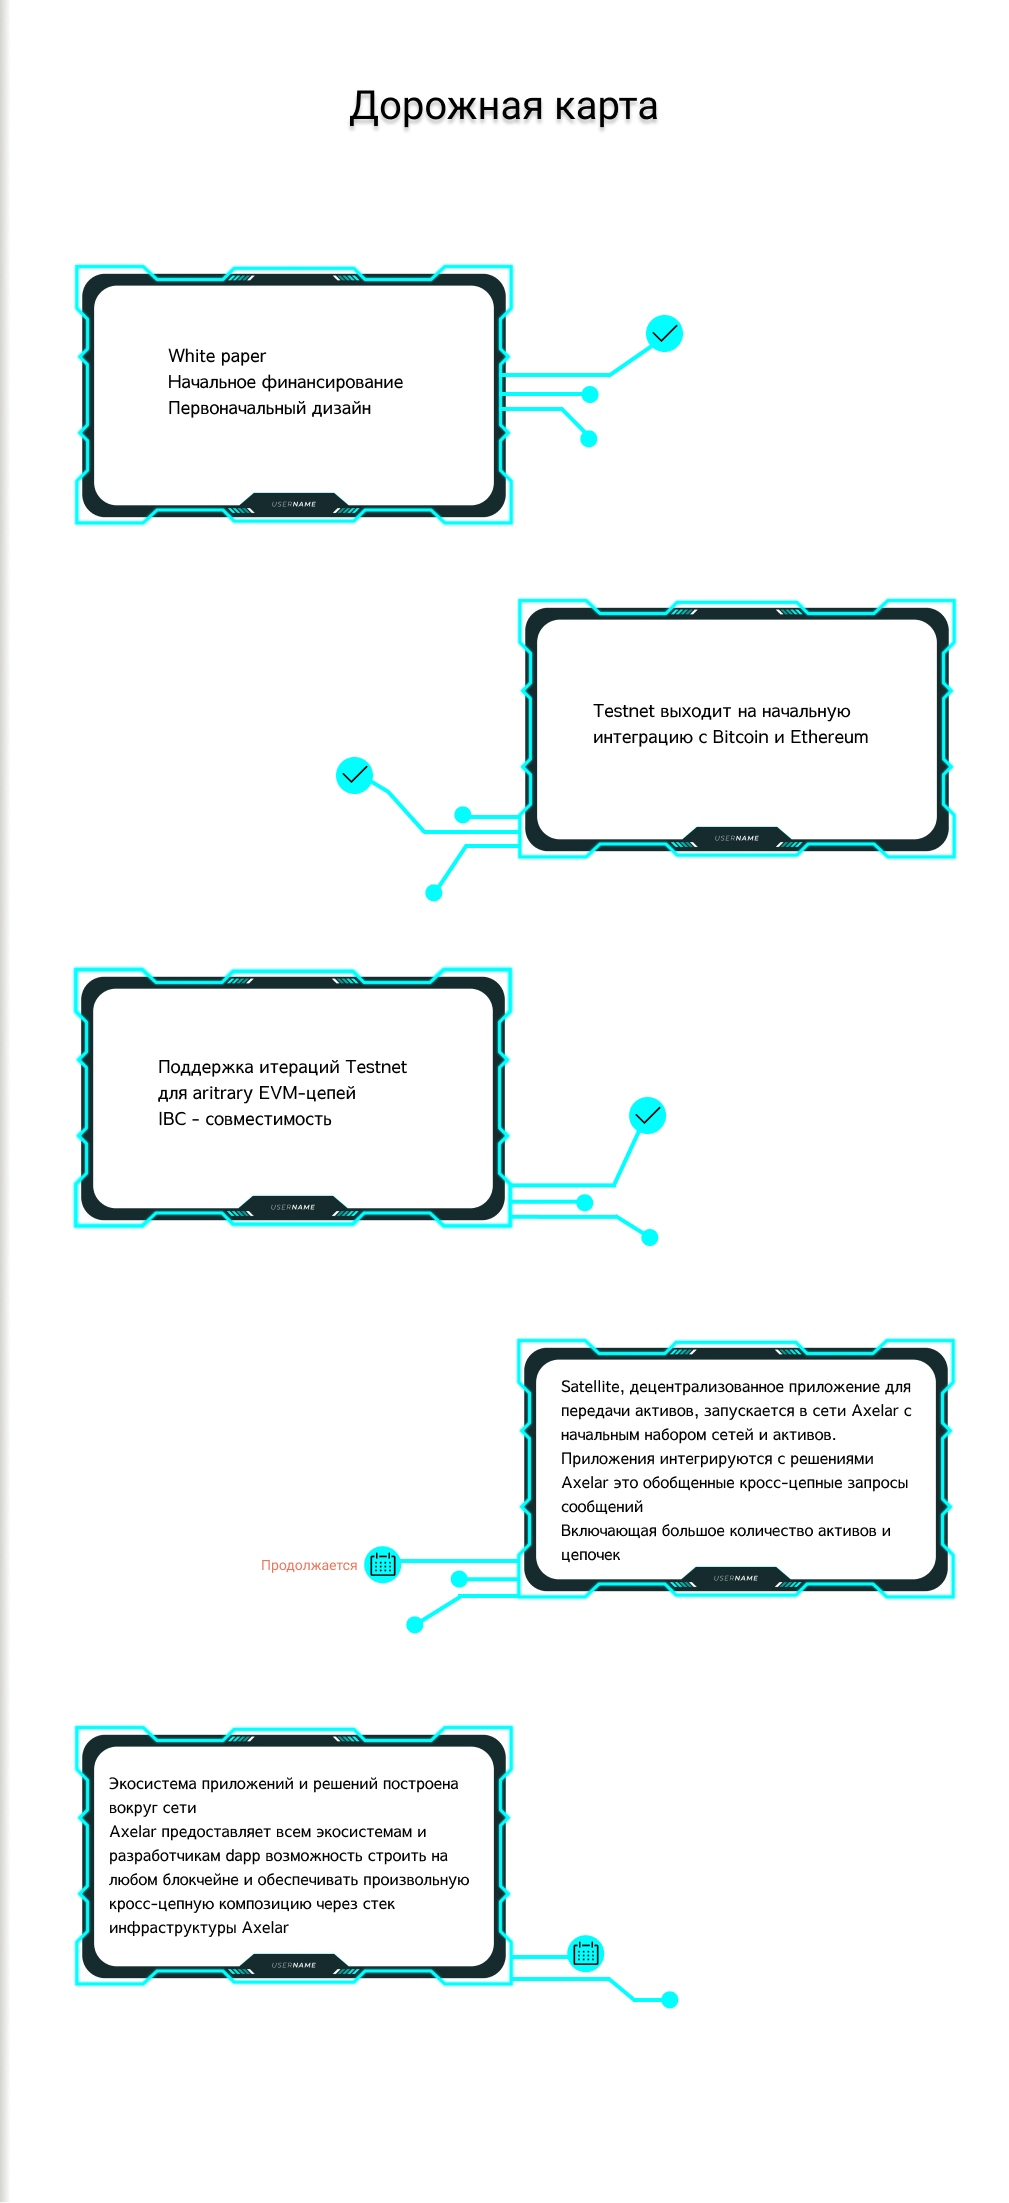 Дорожная карта
White paper
Начальное финансирование
Первоначальный дизайн
USERNAME
Testnet выходит на начальную
интеграцию с Bitcoin и Ethereum
USERNAME
Поддержка итераций Testnet
для aritrary EVM-цепей
IBC - совместимость
USERNAME
Satellite, децентрализованное приложение для
передачи активов, запускается в сети Axelar с
начальным набором сетей и активов.
Приложения интегрируются с решениями
Axelar это обобщенные кросс-цепные запросы
сообщений
Включающая большое количество активов и
цепочек
USERNAME
Продолжается
Экосистема приложений и решений построена
вокруг сети
Axelar предоставляет всем экосистемам и
разработчикам dapp возможность строить на
любом блокчейне и обеспечивать произвольную
кросс-цепную композицию через стек
инфраструктуры Axelar
USERNAME